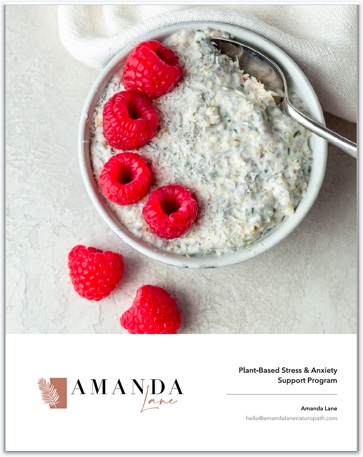 AMANDA
Lane
Plant-Based Stress & Anxiety
Support Program
Amanda Lane
hello@amandalanenaturopath.com